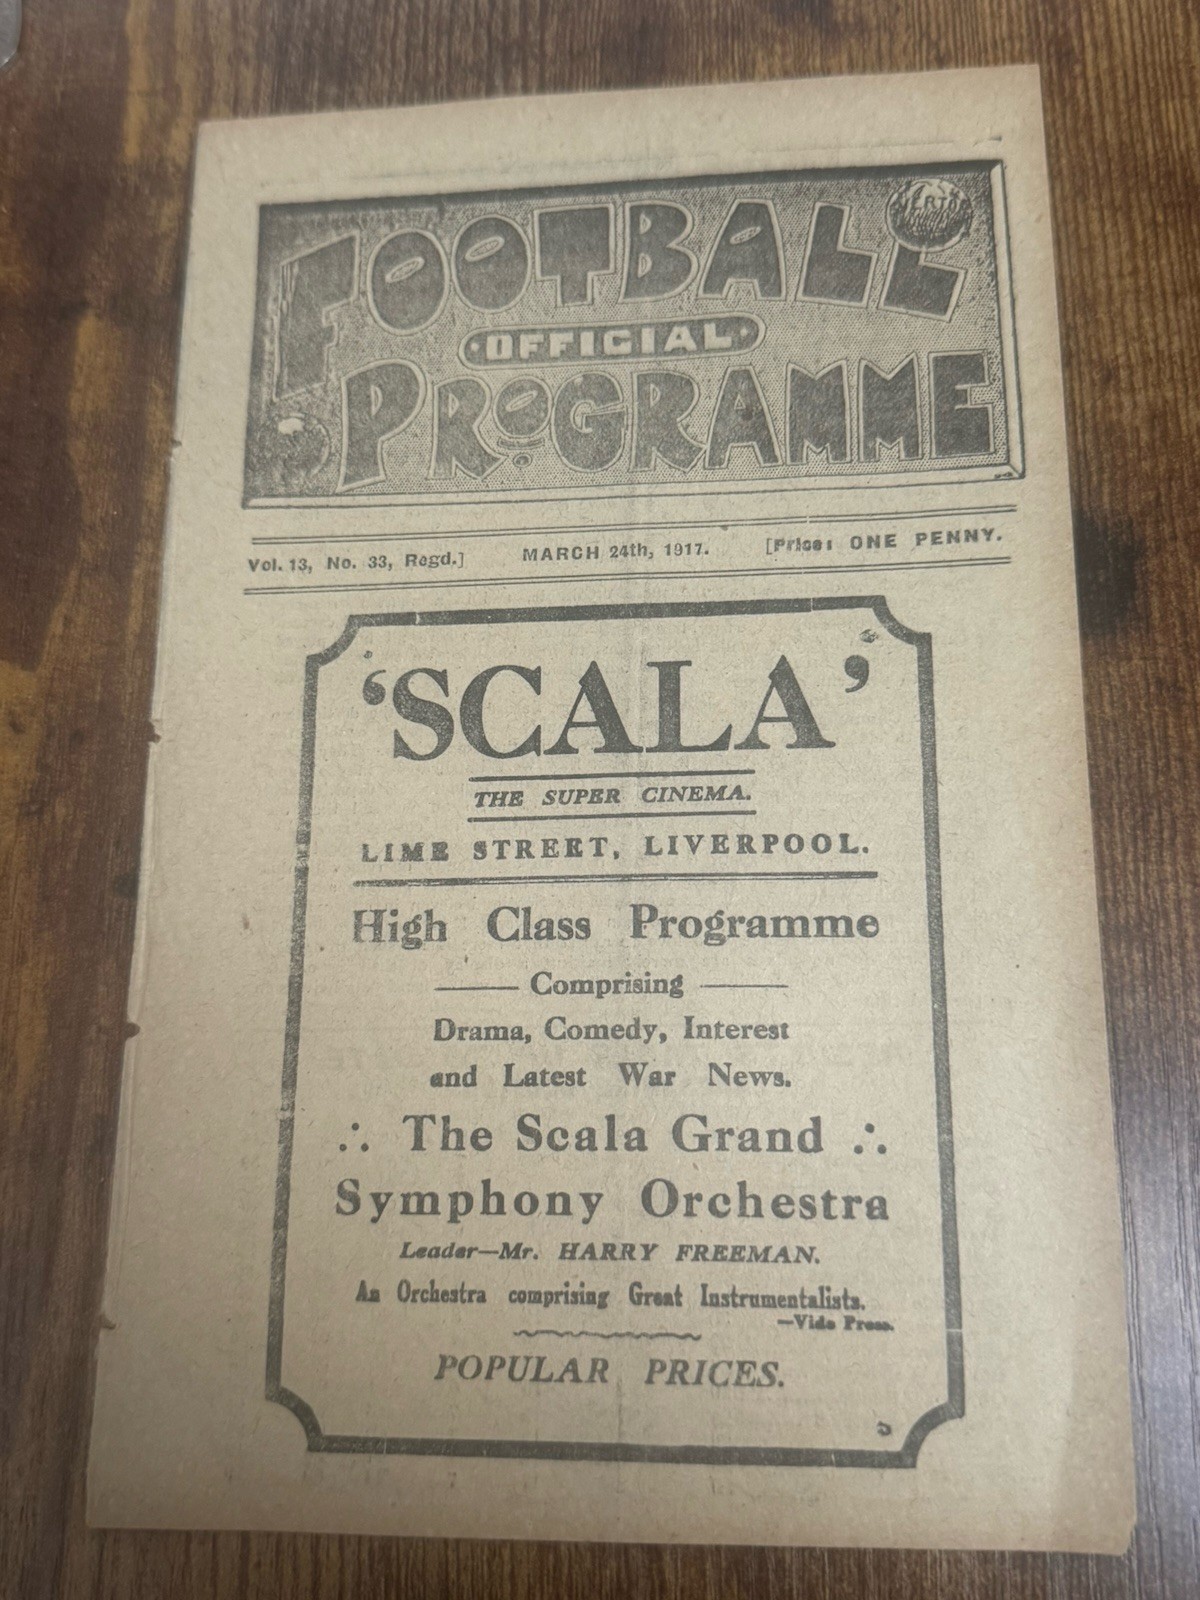 FOOTBALL
OFFICIAL
PROGRAMME
Vol. 13, No. 33, Regd.] MARCH 24th, 1917. [Price: ONE PENNY.
'SCALA'
THE SUPER CINEMA.
LIME STREET, LIVERPOOL.
High Class Programme
Comprising
Drama, Comedy, Interest
and Latest War News.
∴ The Scala Grand ∴
Symphony Orchestra
Leader—Mr. HARRY FREEMAN.
An Orchestra comprising Great Instrumentalists.
—Vide Press.
POPULAR PRICES.